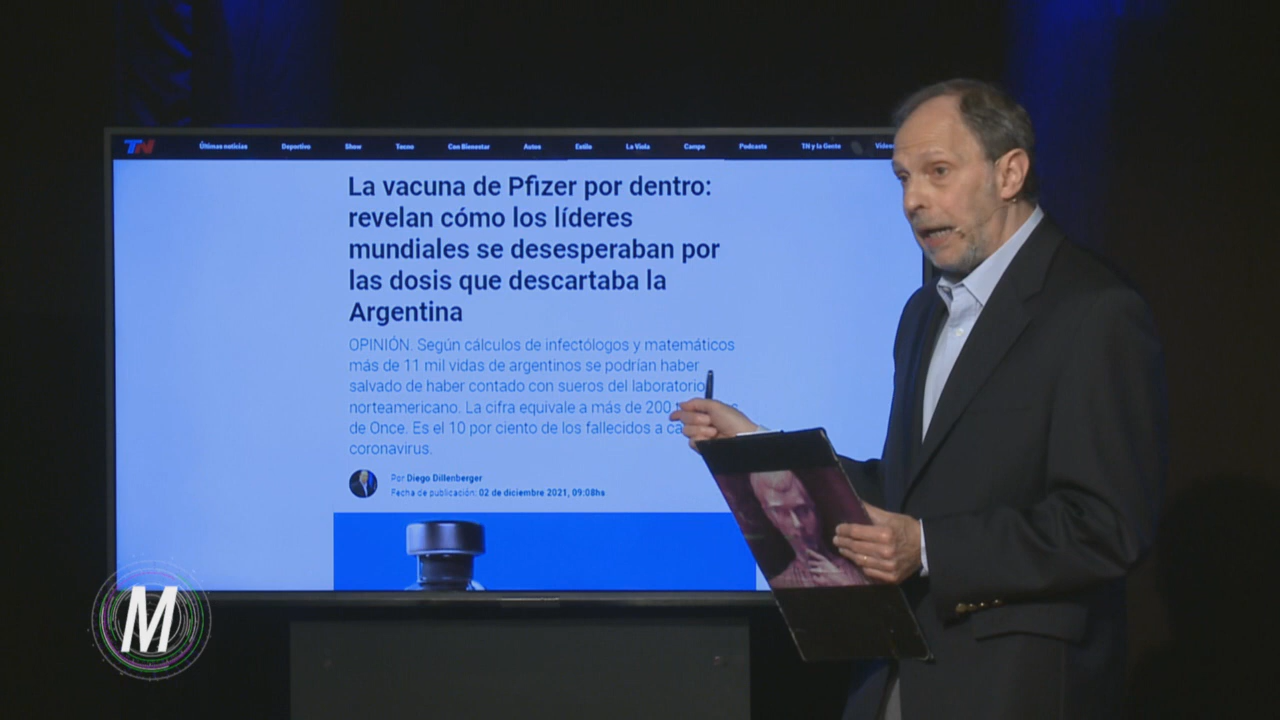 TN
Últimas noticias Deportivo Show Tecno Con Bienestar Autos Estilo La Viola Campo Podcasts TN y la Gente Videos
La vacuna de Pfizer por dentro:
revelan cómo los líderes
mundiales se desesperaban por
las dosis que descartaba la
Argentina
OPINIÓN. Según cálculos de infectólogos y matemáticos
más de 11 mil vidas de argentinos se podrían haber
salvado de haber contado con sueros del laboratorio
norteamericano. La cifra equivale a más de 200
de Once. Es el 10 por ciento de los fallecidos a
coronavirus.
Por Diego Dillenberger
Fecha de publicación: 02 de diciembre 2021, 09:08hs
M